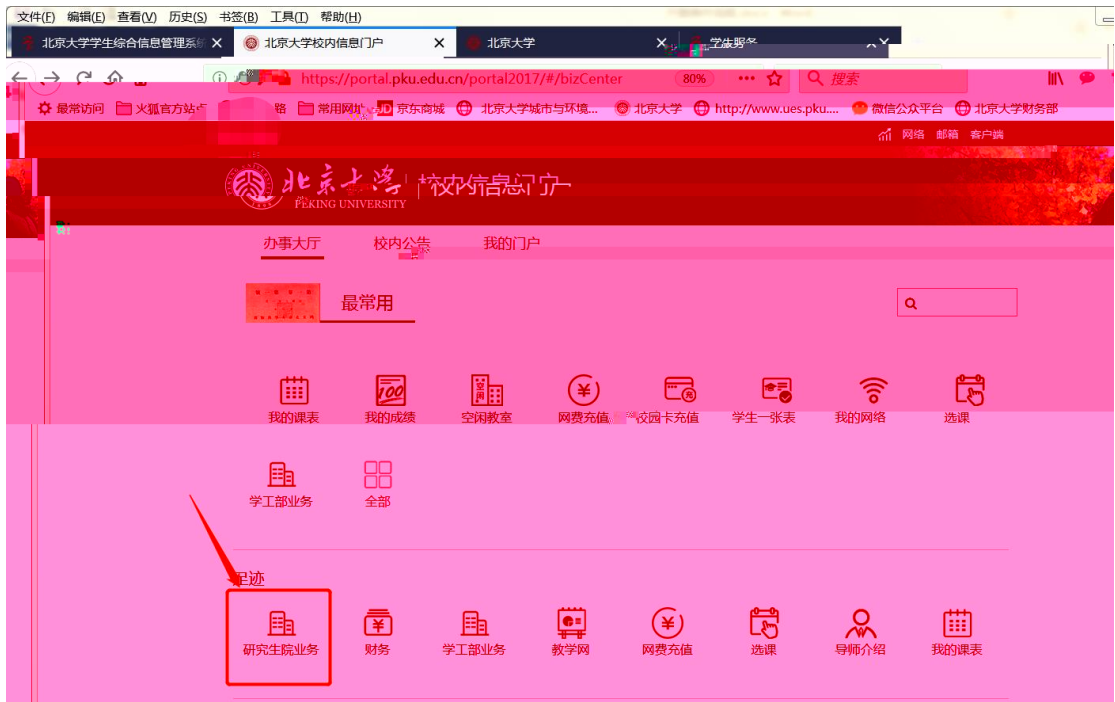 文件(F) 编辑(E) 查看(V) 历史(S) 书签(B) 工具(T) 帮助(H)
北京大学学生综合信息管理系统 北京大学校内信息门户 北京大学
https://portal.pku.edu.cn/portal2017/#/bizCenter 80% 搜索
最常访问 火狐官方站点 常用网址 JD 京东商城 北京大学城市与环境... 北京大学 http://www.ues.pku.... 微信公众平台 北京大学财务部
网络 邮箱 客户端
北京大学 校内信息门户
PEKING UNIVERSITY
办事大厅 校内公告 我的门户
最常用
我的课表 我的成绩 空闲教室 网费充值 校园卡充值 学生一张表 我的网络 选课
学工部业务 全部
足迹
研究生院业务 财务 学工部业务 教学网 网费充值 选课 导师介绍 我的课表